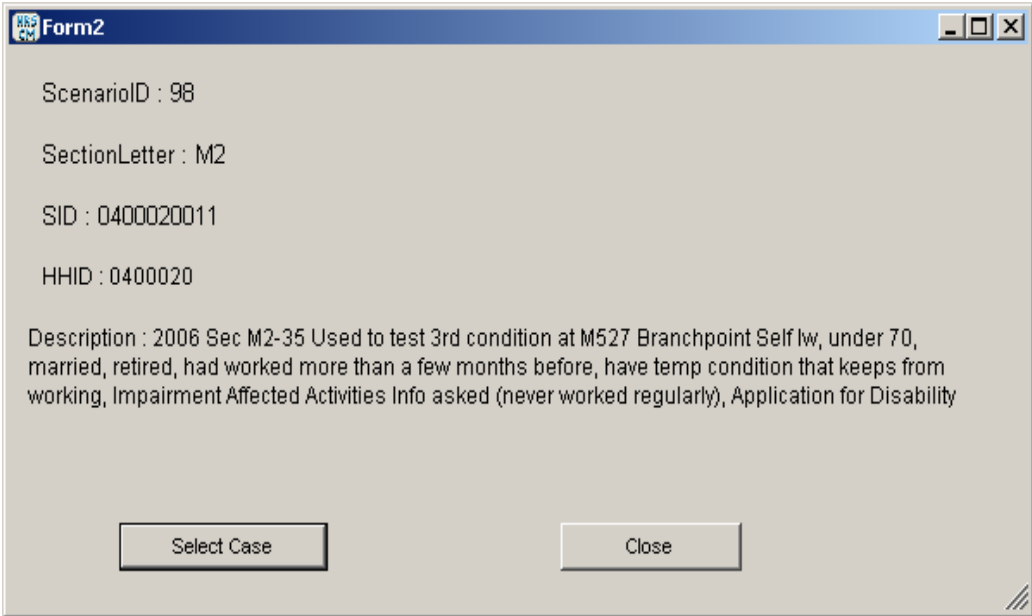 HRS
CM
Form2
ScenarioID : 98
SectionLetter : M2
SID : 0400020011
HHID : 0400020
Description : 2006 Sec M2-35 Used to test 3rd condition at M527 Branchpoint Self Iw, under 70,
married, retired, had worked more than a few months before, have temp condition that keeps from
working, Impairment Affected Activities Info asked (never worked regularly), Application for Disability
Select Case
Close